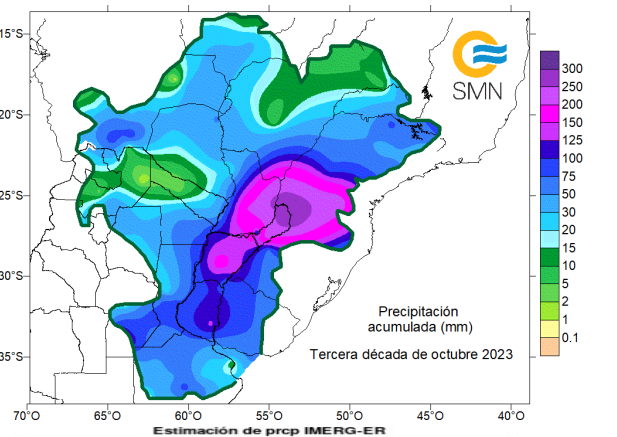 15°S
20°S
25°S
30°S
35°S
70°O
65°O
60°O
55°O
50°O
45°O
40°O
SMN
300
250
200
150
125
100
75
50
30
20
15
10
5
2
1
0.1
Precipitación
acumulada (mm)
Tercera década de octubre 2023
Estimación de prcp IMERG-ER